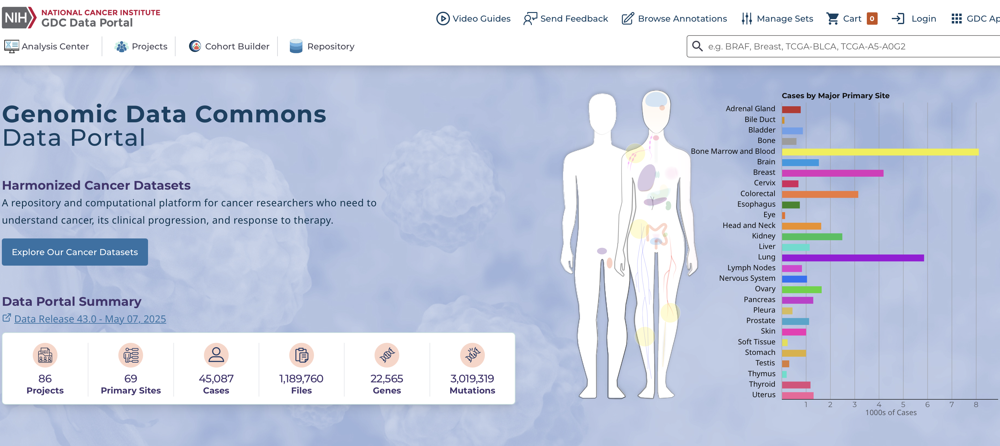 NIH
NATIONAL CANCER INSTITUTE
GDC Data Portal
Video Guides
Send Feedback
Browse Annotations
Manage Sets
Cart 0
Login
GDC Ap
Analysis Center
Projects
Cohort Builder
Repository
e.g. BRAF, Breast, TCGA-BLCA, TCGA-A5-A0G2
Genomic Data Commons
Data Portal
Harmonized Cancer Datasets
A repository and computational platform for cancer researchers who need to
understand cancer, its clinical progression, and response to therapy.
Explore Our Cancer Datasets
Data Portal Summary
Data Release 43.0 - May 07, 2025
86
Projects
69
Primary Sites
45,087
Cases
1,189,760
Files
22,565
Genes
3,019,319
Mutations
Cases by Major Primary Site
Adrenal Gland
Bile Duct
Bladder
Bone
Bone Marrow and Blood
Brain
Breast
Cervix
Colorectal
Esophagus
Eye
Head and Neck
Kidney
Liver
Lung
Lymph Nodes
Nervous System
Ovary
Pancreas
Pleura
Prostate
Skin
Soft Tissue
Stomach
Testis
Thymus
Thyroid
Uterus
1 2 3 4 5 6 7 8
1000s of Cases